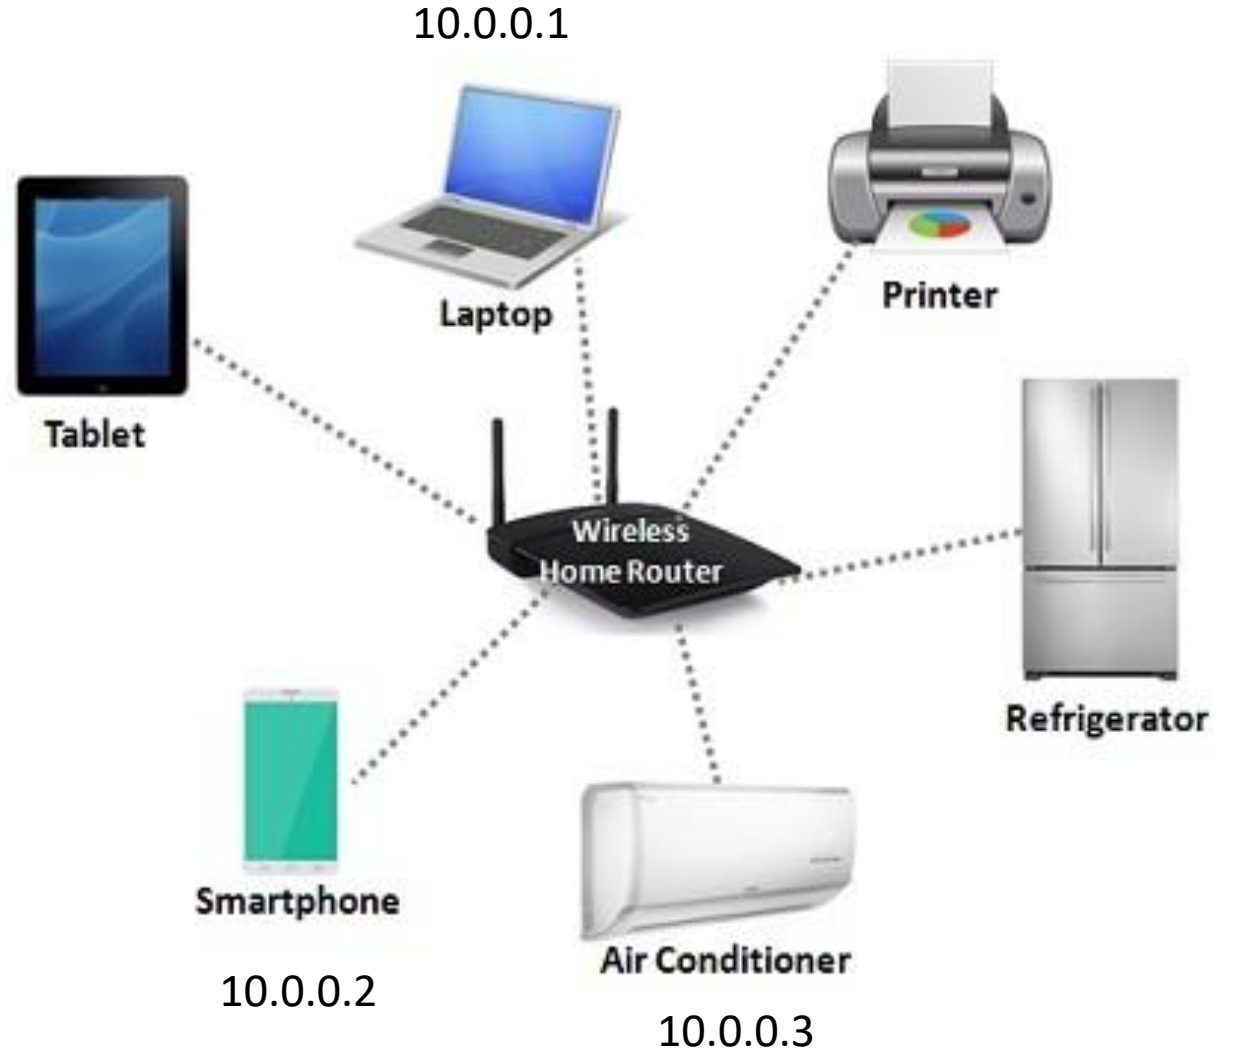 10.0.0.1
Laptop
Printer
Tablet
Wireless
Home Router
Refrigerator
Smartphone
Air Conditioner
10.0.0.2
10.0.0.3